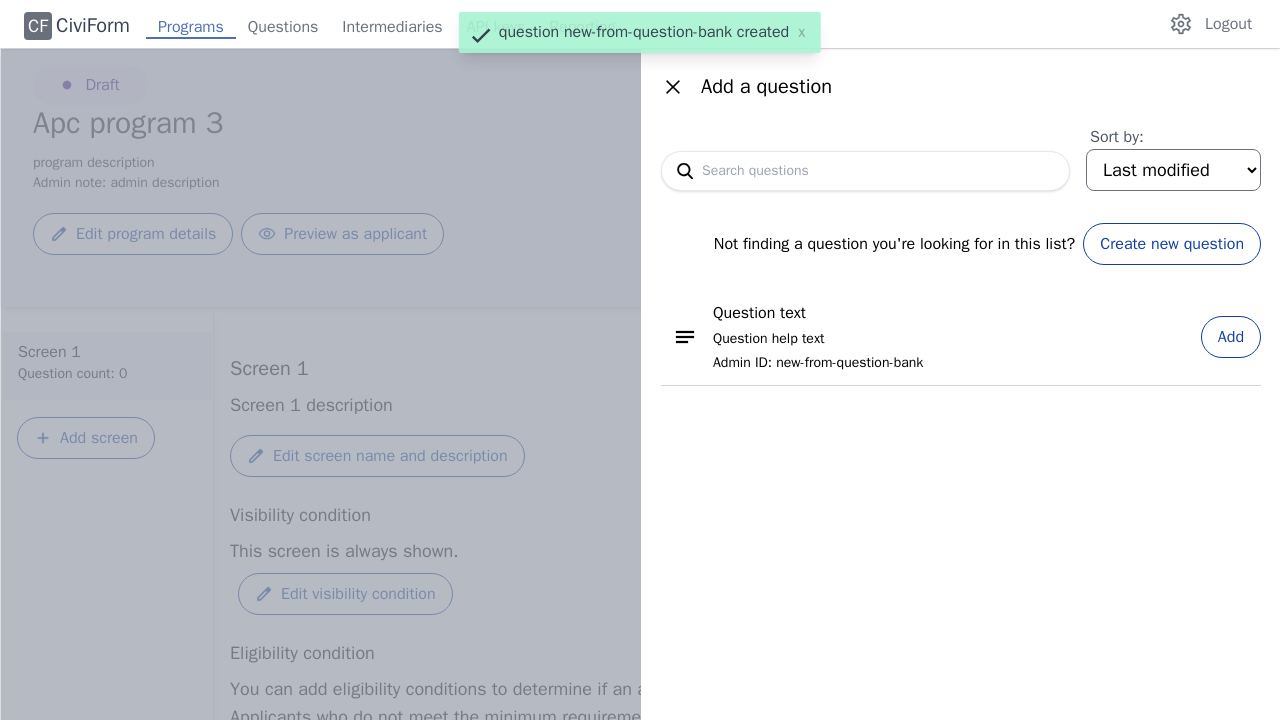 CF CiviForm Programs Questions Intermediaries API keys Reporting Logout
question new-from-question-bank created x
Draft
Apc program 3
program description
Admin note: admin description
Edit program details Preview as applicant
Screen 1
Question count: 0
Add screen
Screen 1
Screen 1 description
Edit screen name and description
Visibility condition
This screen is always shown.
Edit visibility condition
Eligibility condition
You can add eligibility conditions to determine if an a
Applicants who do not meet the minimum requireme
Add a question
Sort by:
Search questions
Last modified
Not finding a question you're looking for in this list? Create new question
Question text
Question help text
Admin ID: new-from-question-bank
Add